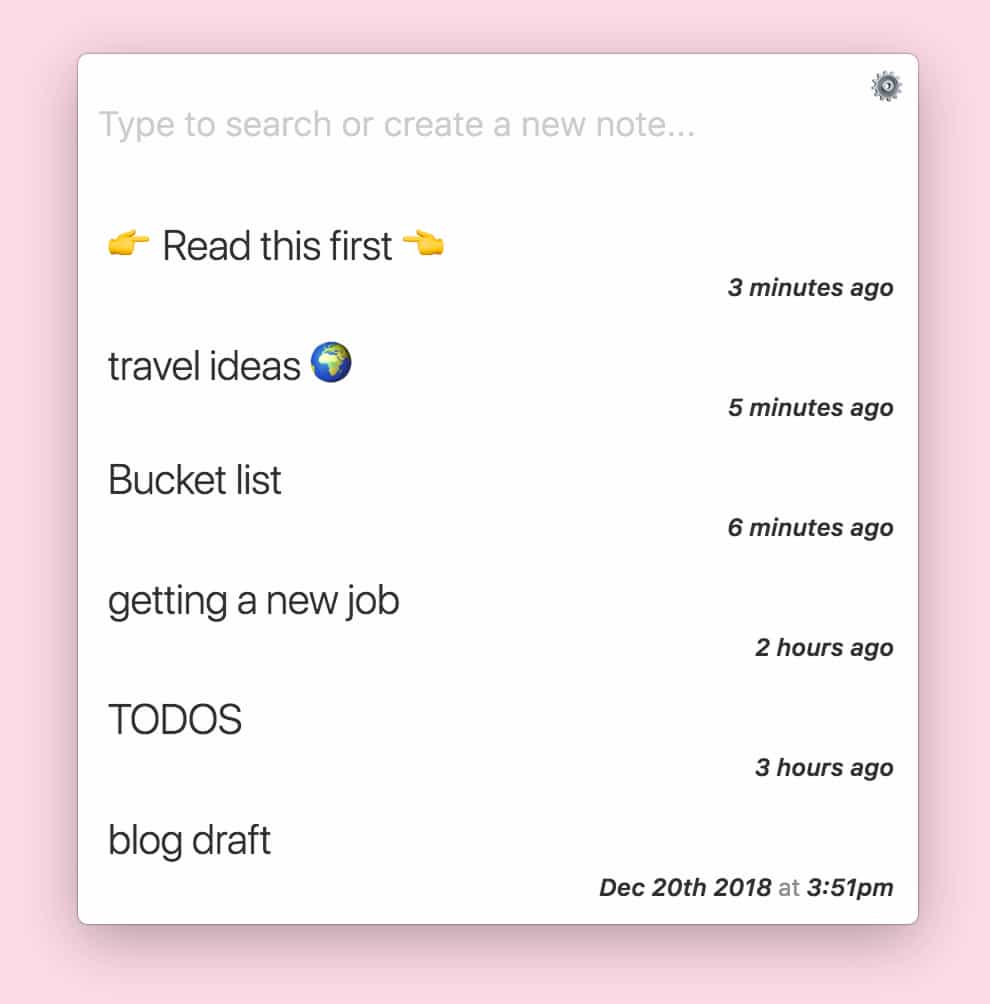 Type to search or create a new note...
👉 Read this first 👈
3 minutes ago
travel ideas 🌍
5 minutes ago
Bucket list
6 minutes ago
getting a new job
2 hours ago
TODOS
3 hours ago
blog draft
Dec 20th 2018 at 3:51pm